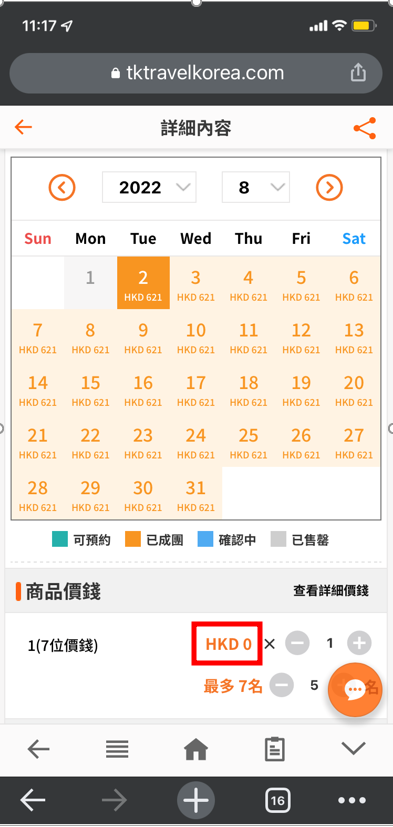 11:17
tktravelkorea.com
詳細內容
2022 8
Sun Mon Tue Wed Thu Fri Sat
1 2 3 4 5 6
HKD 621 HKD 621 HKD 621 HKD 621 HKD 621
7 8 9 10 11 12 13
HKD 621 HKD 621 HKD 621 HKD 621 HKD 621 HKD 621 HKD 621
14 15 16 17 18 19 20
HKD 621 HKD 621 HKD 621 HKD 621 HKD 621 HKD 621 HKD 621
21 22 23 24 25 26 27
HKD 621 HKD 621 HKD 621 HKD 621 HKD 621 HKD 621 HKD 621
28 29 30 31
HKD 621 HKD 621 HKD 621 HKD 621
可預約 已成團 確認中 已售罄
商品價錢 查看詳細價錢
1(7位價錢) HKD 0 × 1
最多 7名 5 名
16